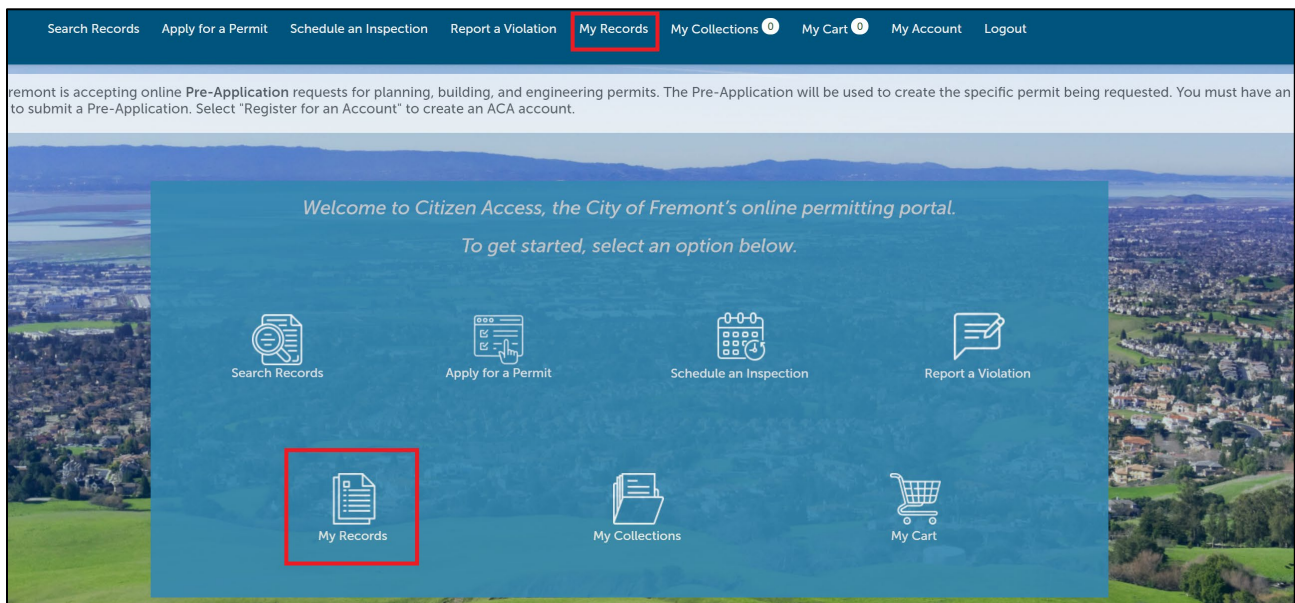 Search Records Apply for a Permit Schedule an Inspection Report a Violation My Records My Collections 0 My Cart 0 My Account Logout
remont is accepting online Pre-Application requests for planning, building, and engineering permits. The Pre-Application will be used to create the specific permit being requested. You must have an
to submit a Pre-Application. Select "Register for an Account" to create an ACA account.
Welcome to Citizen Access, the City of Fremont's online permitting portal.
To get started, select an option below.
Search Records Apply for a Permit Schedule an Inspection Report a Violation
My Records My Collections My Cart